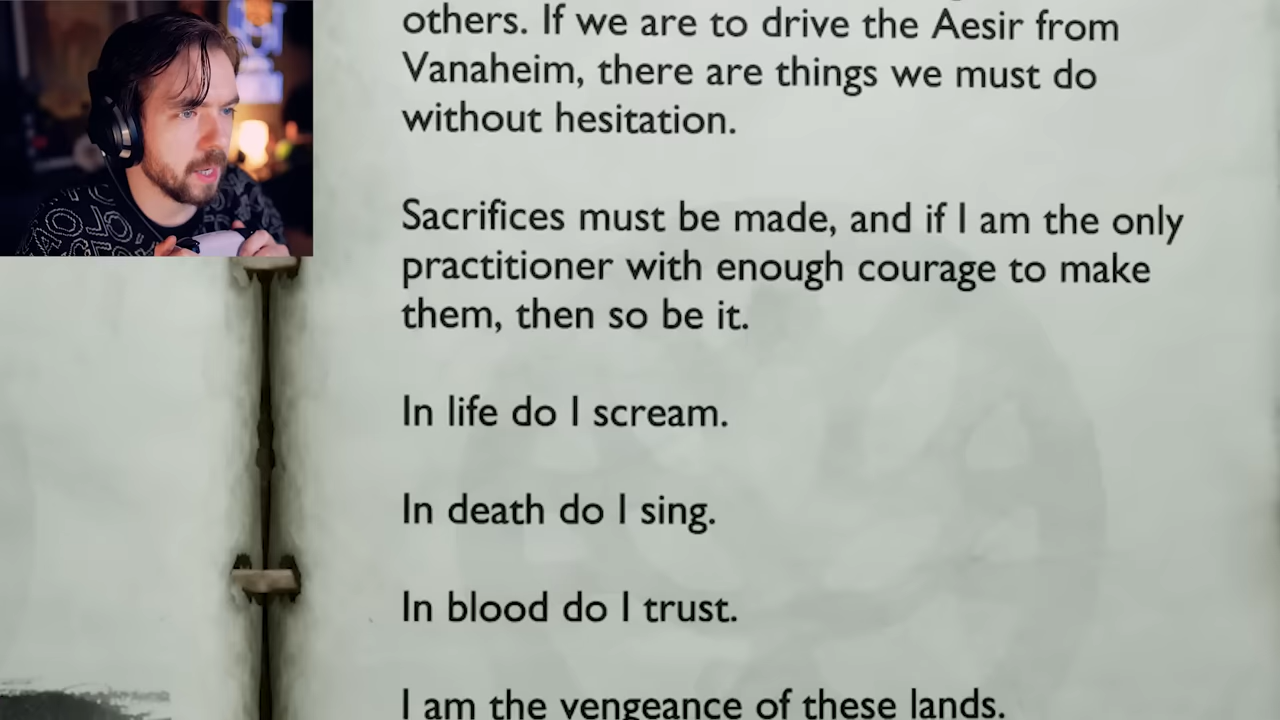 others. If we are to drive the Aesir from
Vanaheim, there are things we must do
without hesitation.
Sacrifices must be made, and if I am the only
practitioner with enough courage to make
them, then so be it.
In life do I scream.
In death do I sing.
In blood do I trust.
I am the vengeance of these lands.